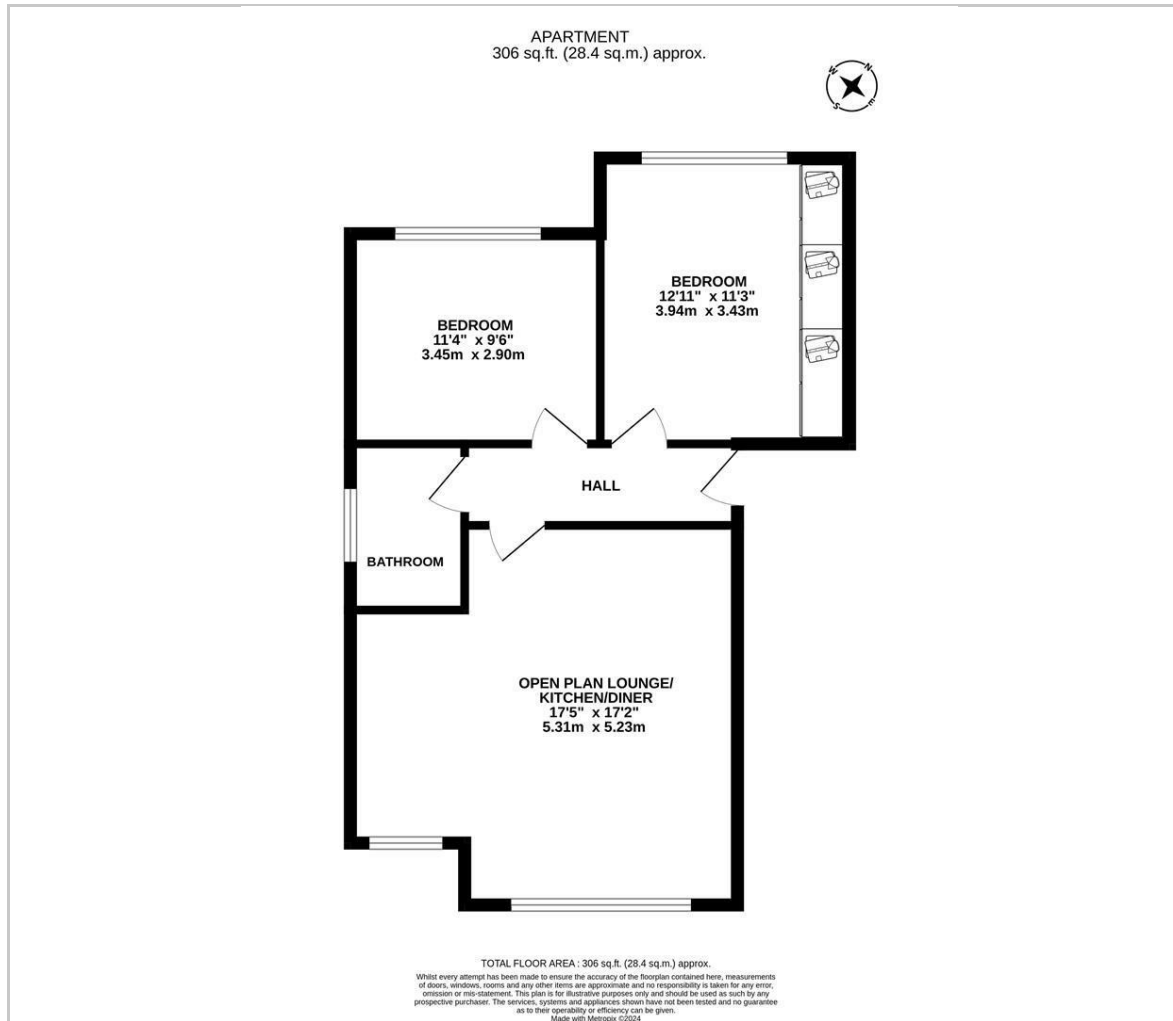 APARTMENT
306 sq.ft. (28.4 sq.m.) approx.
W N
S E
BEDROOM
12'11" x 11'3"
3.94m x 3.43m
BEDROOM
11'4" x 9'6"
3.45m x 2.90m
HALL
BATHROOM
OPEN PLAN LOUNGE/
KITCHEN/DINER
17'5" x 17'2"
5.31m x 5.23m
TOTAL FLOOR AREA : 306 sq.ft. (28.4 sq.m.) approx.
Whilst every attempt has been made to ensure the accuracy of the floorplan contained here, measurements
of doors, windows, rooms and any other items are approximate and no responsibility is taken for any error,
omission or mis-statement. This plan is for illustrative purposes only and should be used as such by any
prospective purchaser. The services, systems and appliances shown have not been tested and no guarantee
as to their operability or efficiency can be given.
Made with Metropix ©2024